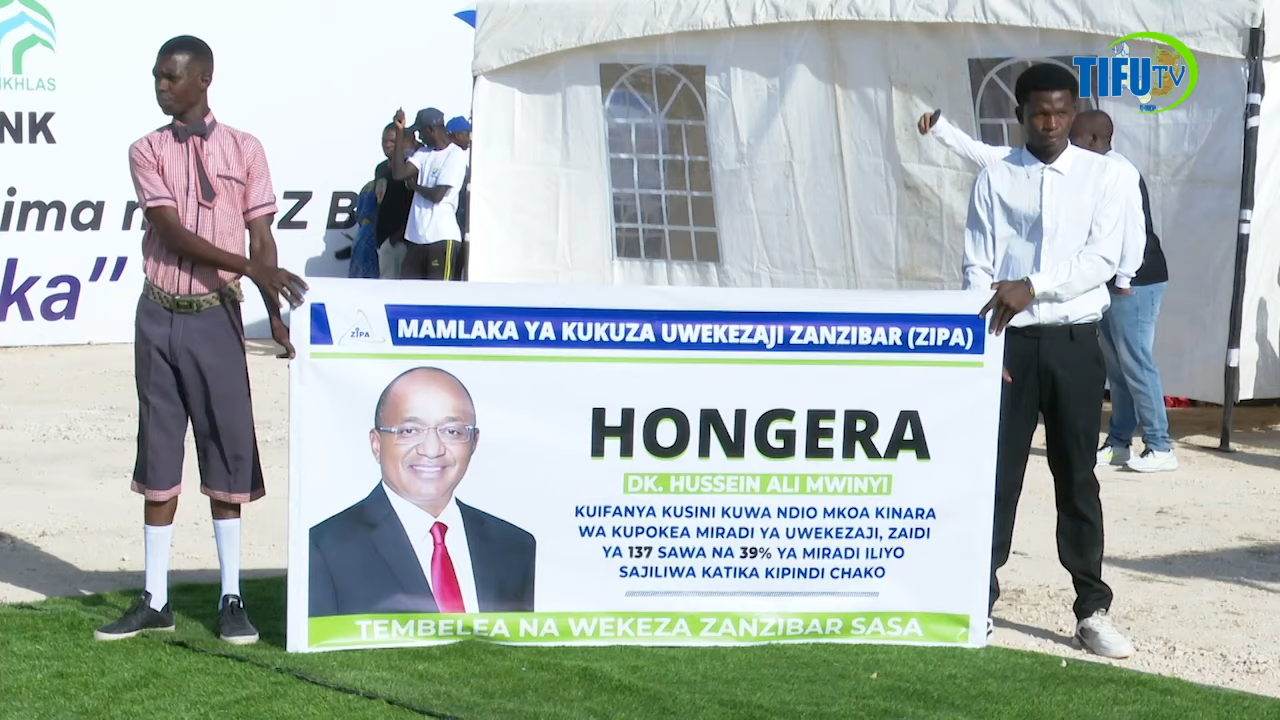 TIFU TV
IKHLAS
NK
ima n
Z B
ka”
ZIPA
MAMLAKA YA KUKUZA UWEKEZAJI ZANZIBAR (ZIPA)
HONGERA
DK. HUSSEIN ALI MWINYI
KUIFANYA KUSINI KUWA NDIO MKOA KINARA
WA KUPOKEA MIRADI YA UWEKEZAJI, ZAIDI
YA 137 SAWA NA 39% YA MIRADI ILIYO
SAJILIWA KATIKA KIPINDI CHAKO
TEMBELEA NA WEKEZA ZANZIBAR SASA